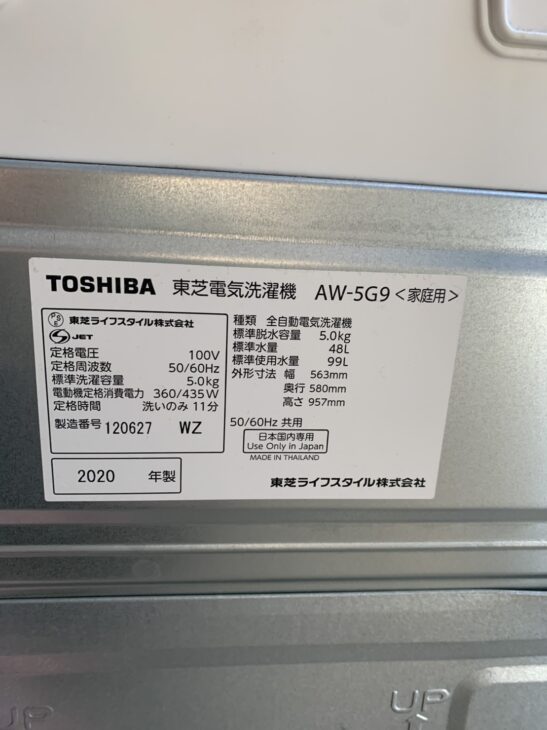 TOSHIBA 東芝電気洗濯機 AW-5G9 <家庭用>
PSE 東芝ライフスタイル株式会社
JET
定格電圧 100V
定格周波数 50/60Hz
標準洗濯容量 5.0kg
電動機定格消費電力 360/435W
定格時間 洗いのみ 11分
製造番号 120627 WZ
2020 年製
種類 全自動電気洗濯機
標準脱水容量 5.0kg
標準水量 48L
標準使用水量 99L
外形寸法 幅 563mm
奥行 580mm
高さ 957mm
50/60Hz 共用
日本国内専用
Use Only in Japan
MADE IN THAILAND
東芝ライフスタイル株式会社
UP
UP